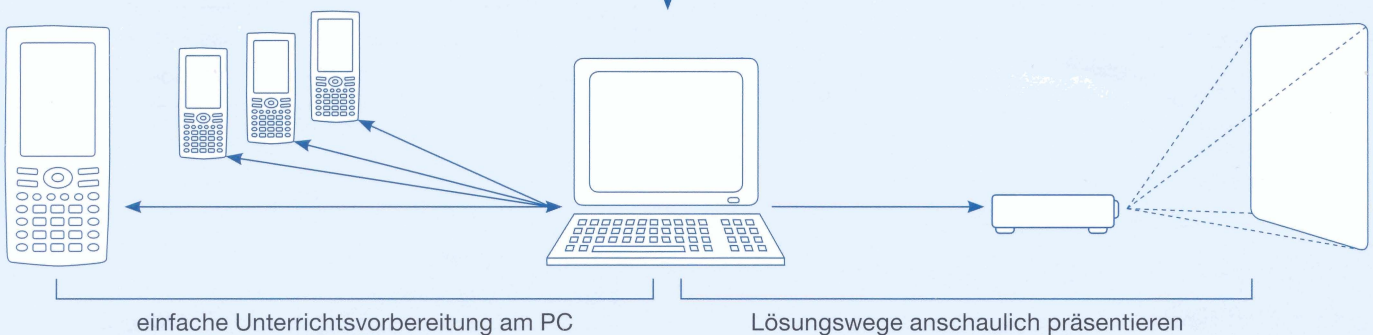 einfache Unterrichtsvorbereitung am PC
Lösungswege anschaulich präsentieren